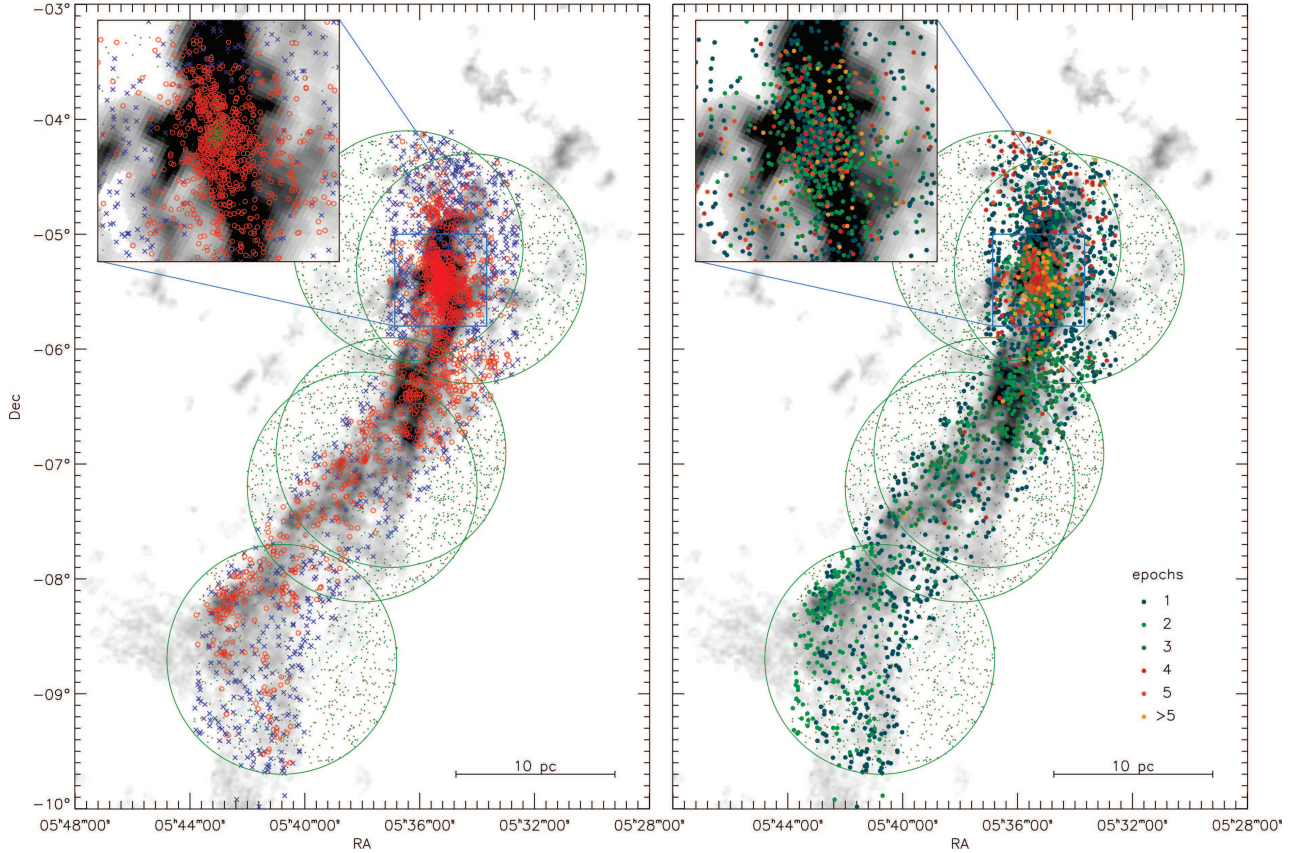 −03°
−04°
−05°
−06°
−07°
−08°
−09°
−10°
Dec
10 pc
05ʰ48ᵐ00ˢ 05ʰ44ᵐ00ˢ 05ʰ40ᵐ00ˢ 05ʰ36ᵐ00ˢ 05ʰ32ᵐ00ˢ 05ʰ28ᵐ00ˢ
RA
epochs
1
2
3
4
5
>5
10 pc
05ʰ44ᵐ00ˢ 05ʰ40ᵐ00ˢ 05ʰ36ᵐ00ˢ 05ʰ32ᵐ00ˢ 05ʰ28ᵐ00ˢ
RA